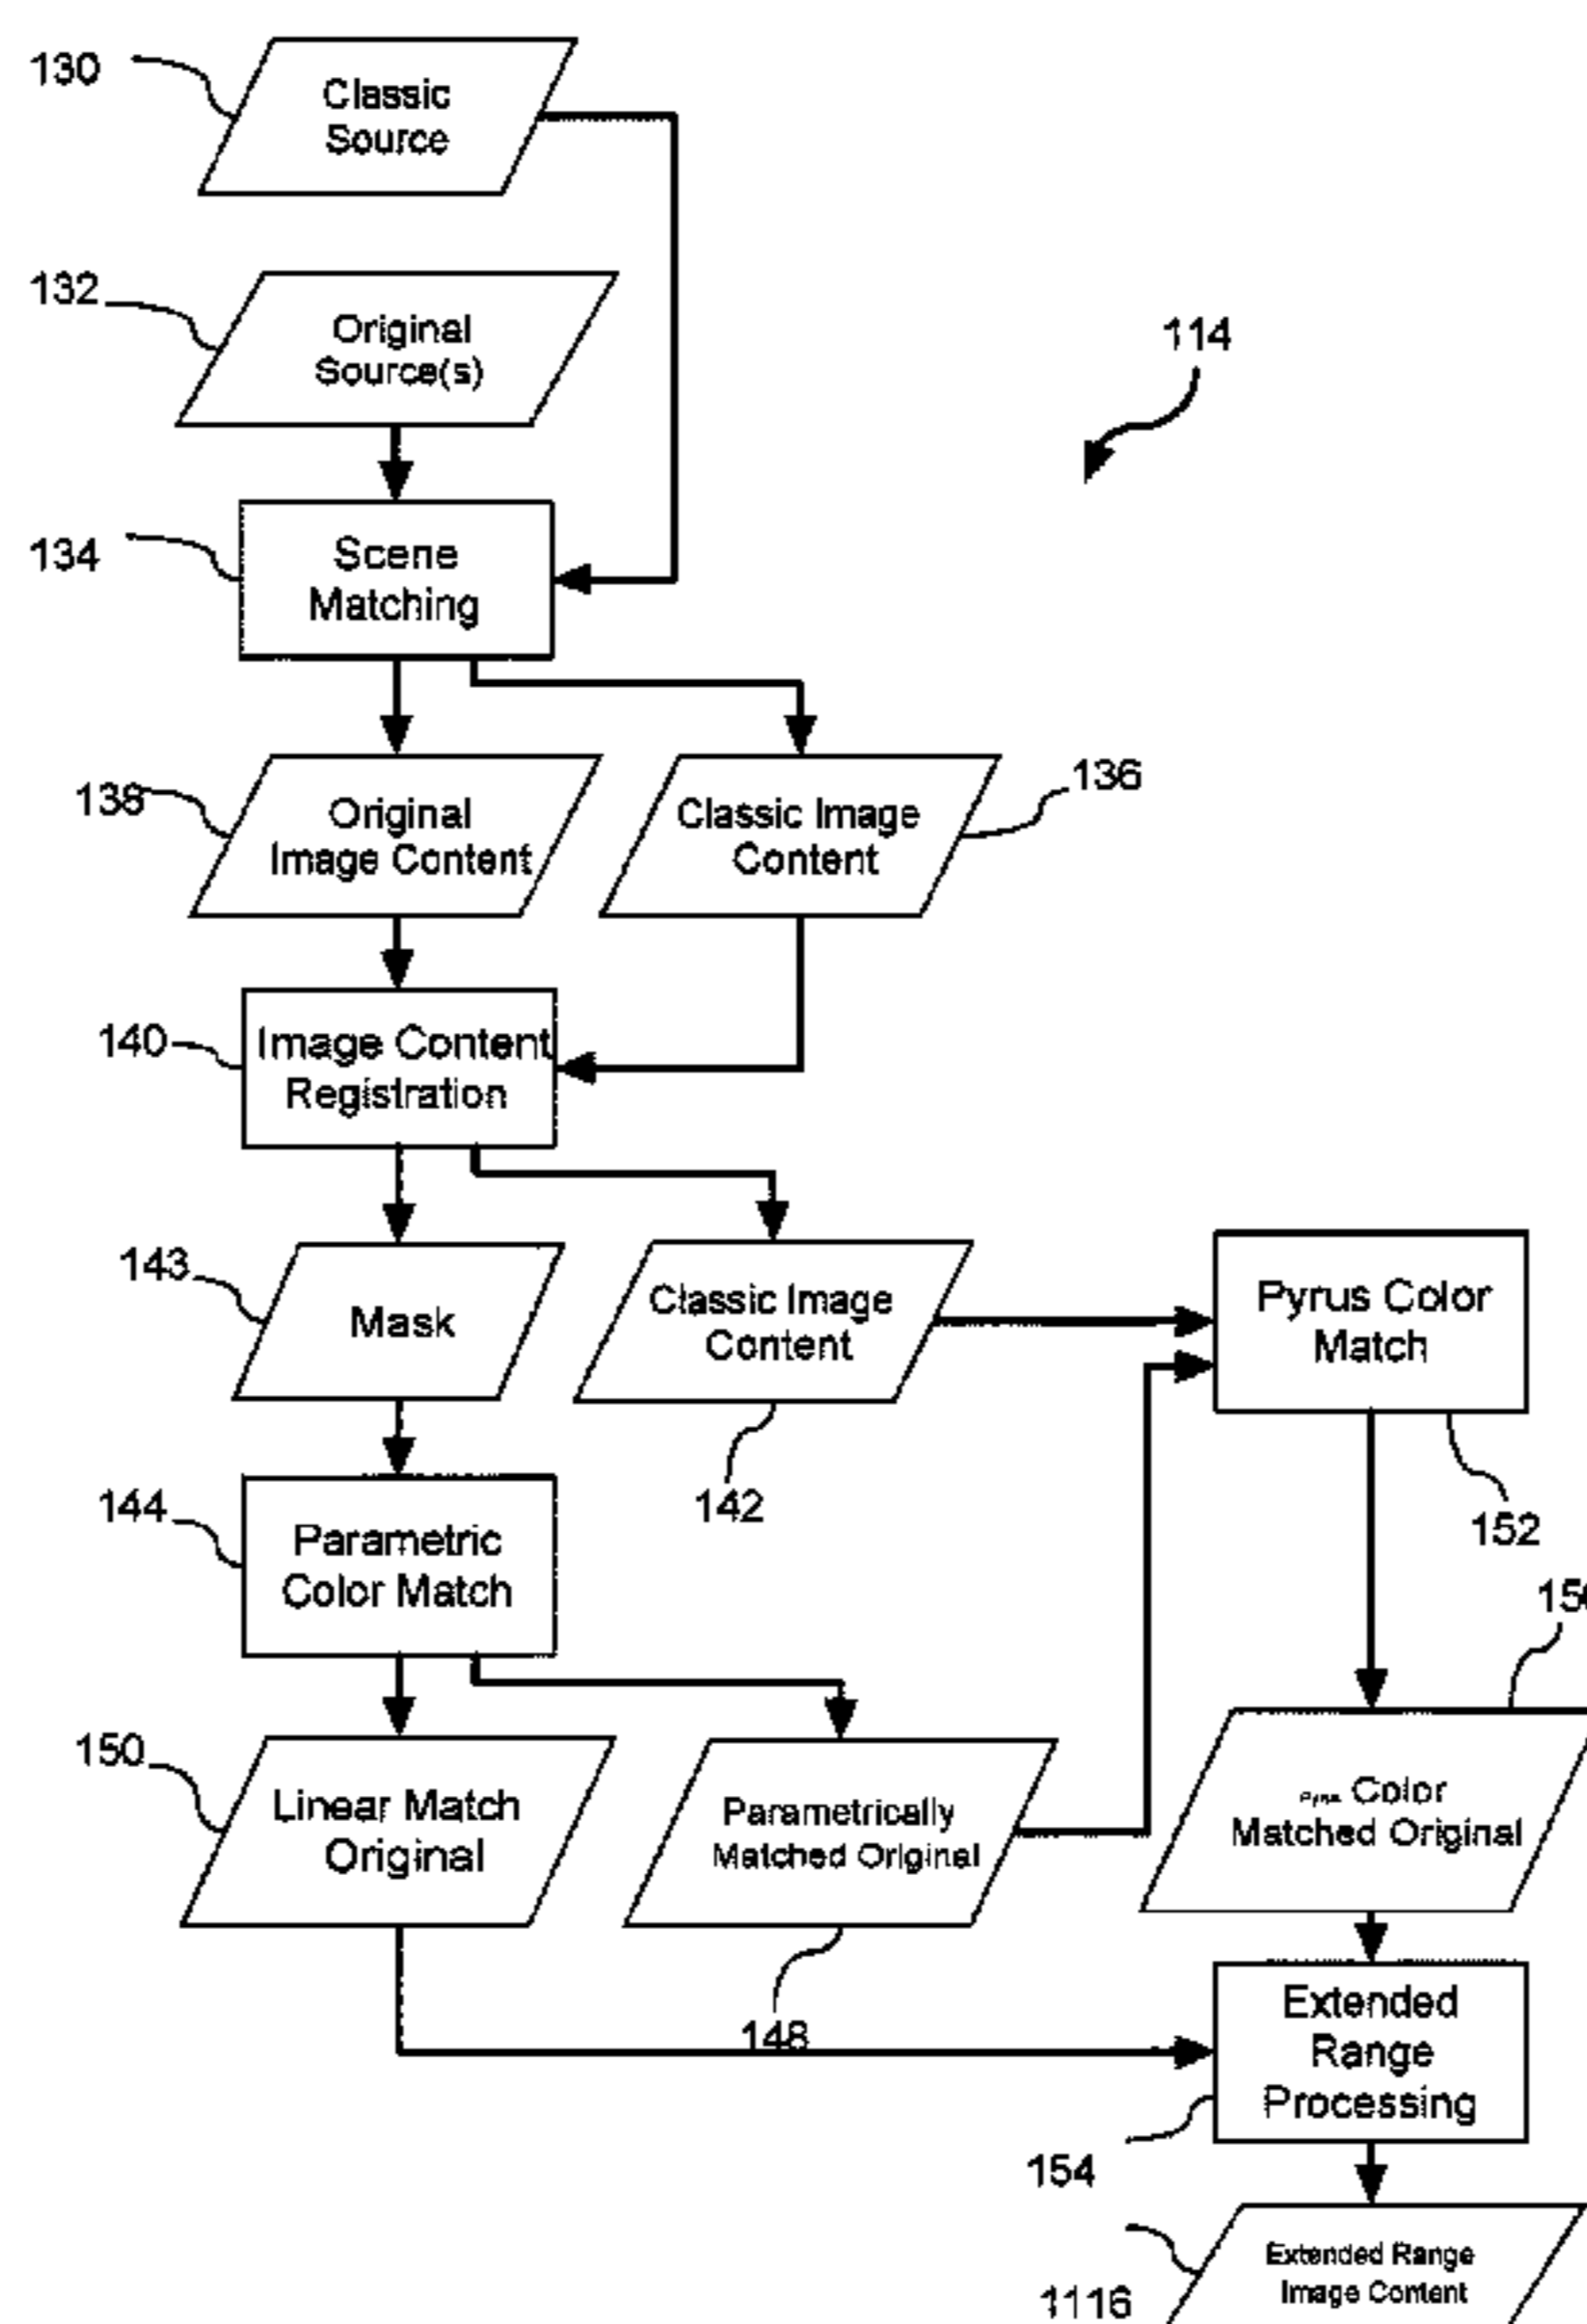 130
Classic
Source
132
Original
Source(s)
114
134
Scene
Matching
138
Original
Image Content
Classic Image
Content
136
140
Image Content
Registration
143
Mask
Classic Image
Content
142
Pyrus Color
Match
152
144
Parametric
Color Match
150
Linear Match
Original
Parametrically
Matched Original
148
Color
Matched Original
Extended
Range
Processing
154
Extended Range
Image Content
1116